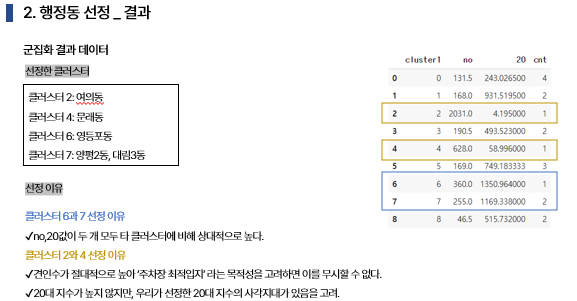 2. 행정동 선정 _ 결과
군집화 결과 데이터
선정한 클러스터
클러스터 2: 여의동
클러스터 4: 문래동
클러스터 6: 영등포동
클러스터 7: 양평2동, 대림3동
선정 이유
클러스터 6과 7 선정 이유
✓no,20값이 두 개 모두 타 클러스터에 비해 상대적으로 높다.
클러스터 2와 4 선정 이유
✓견인수가 절대적으로 높아 '주차장 최적입지' 라는 목적성을 고려하면 이를 무시할 수 없다.
✓20대 지수가 높지 않지만, 우리가 선정한 20대 지수의 사각지대가 있음을 고려.
cluster1 no 20 cnt
0 0 131.5 243.026500 4
1 1 168.0 931.519500 2
2 2 2031.0 4.195000 1
3 3 190.5 493.523000 2
4 4 628.0 58.996000 1
5 5 169.0 749.183333 3
6 6 360.0 1350.964000 1
7 7 255.0 1169.338000 2
8 8 46.5 515.732000 2